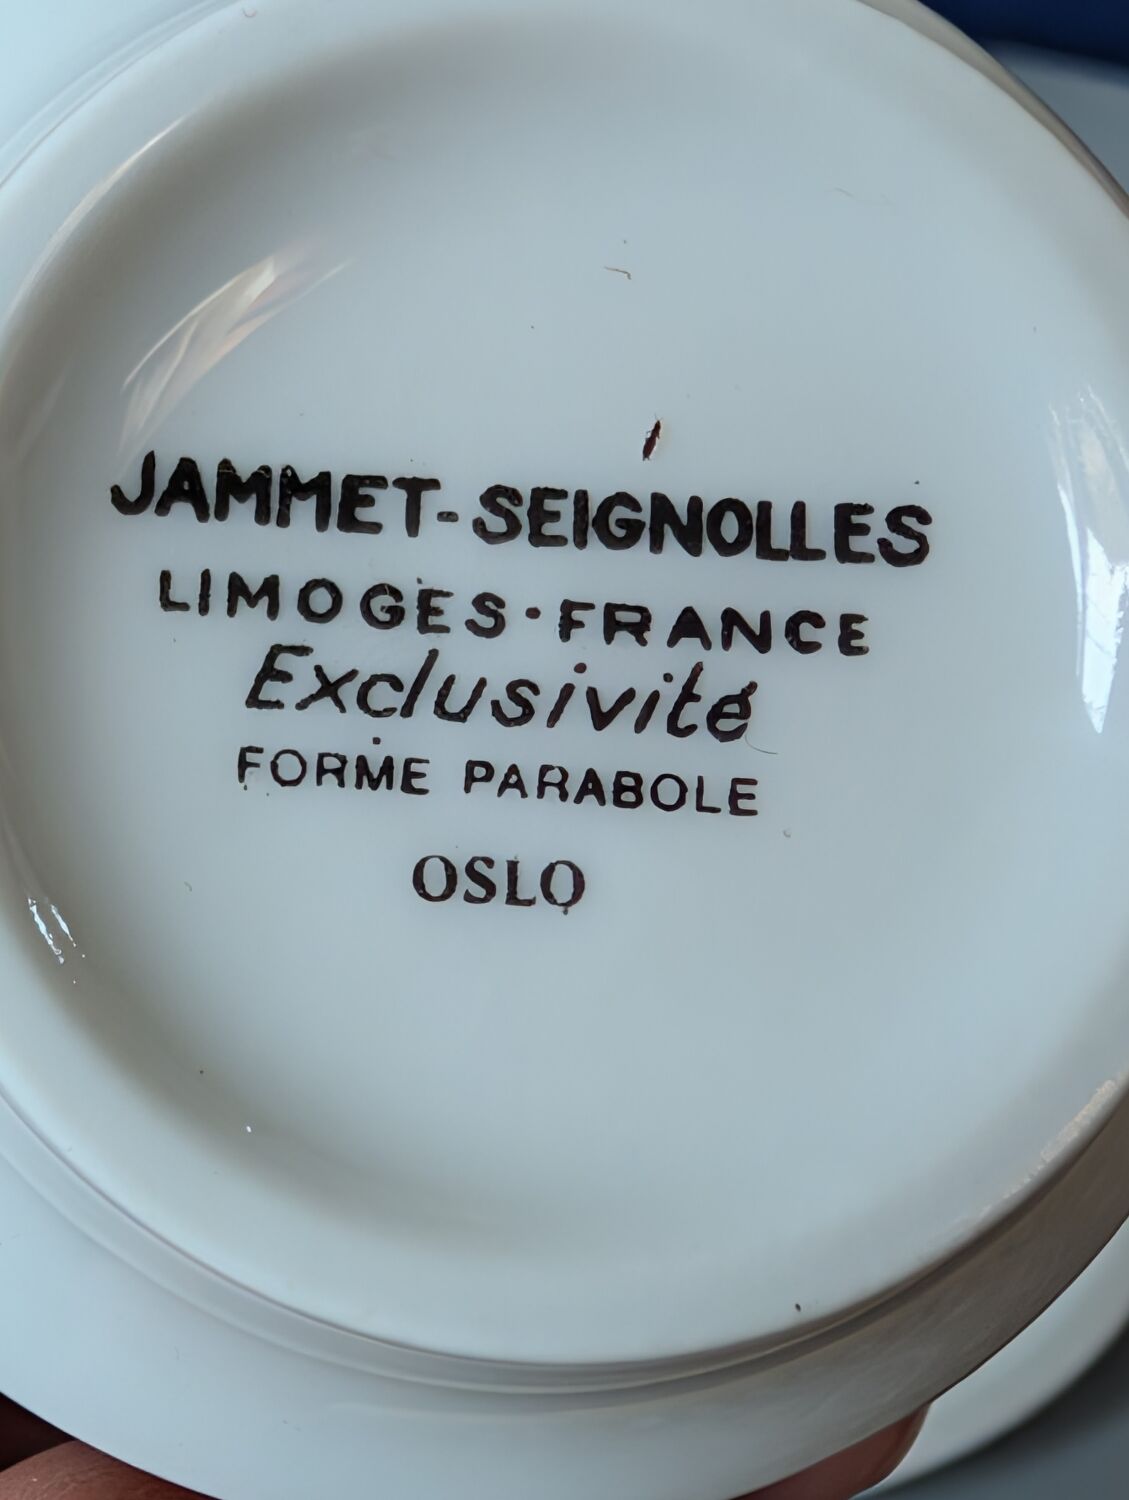 JAMMET-SEIGNOLLES
LIMOGES·FRANCE
Exclusivité
FORME PARABOLE
OSLO